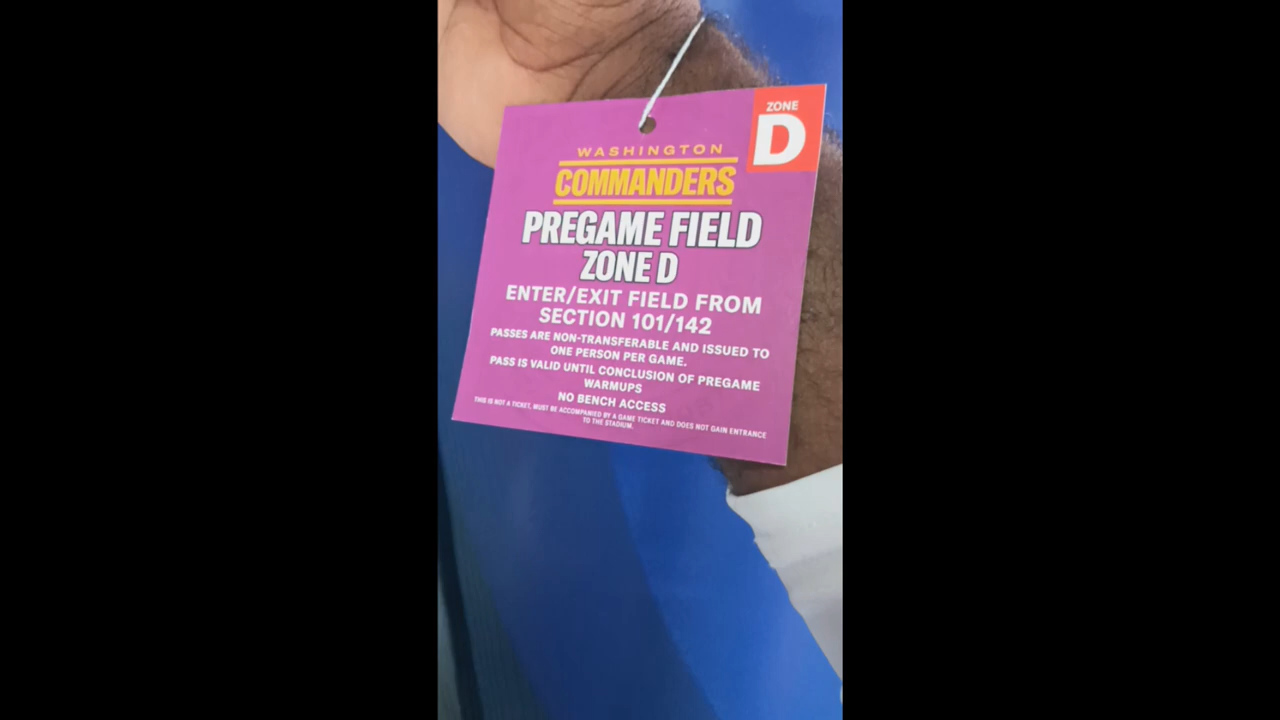 ZONE
D
WASHINGTON
COMMANDERS
PREGAME FIELD
ZONE D
ENTER/EXIT FIELD FROM
SECTION 101/142
PASSES ARE NON-TRANSFERABLE AND ISSUED TO
ONE PERSON PER GAME.
PASS IS VALID UNTIL CONCLUSION OF PREGAME
WARMUPS
NO BENCH ACCESS
THIS IS NOT A TICKET, MUST BE ACCOMPANIED BY A GAME TICKET AND DOES NOT GAIN ENTRANCE
TO THE STADIUM.